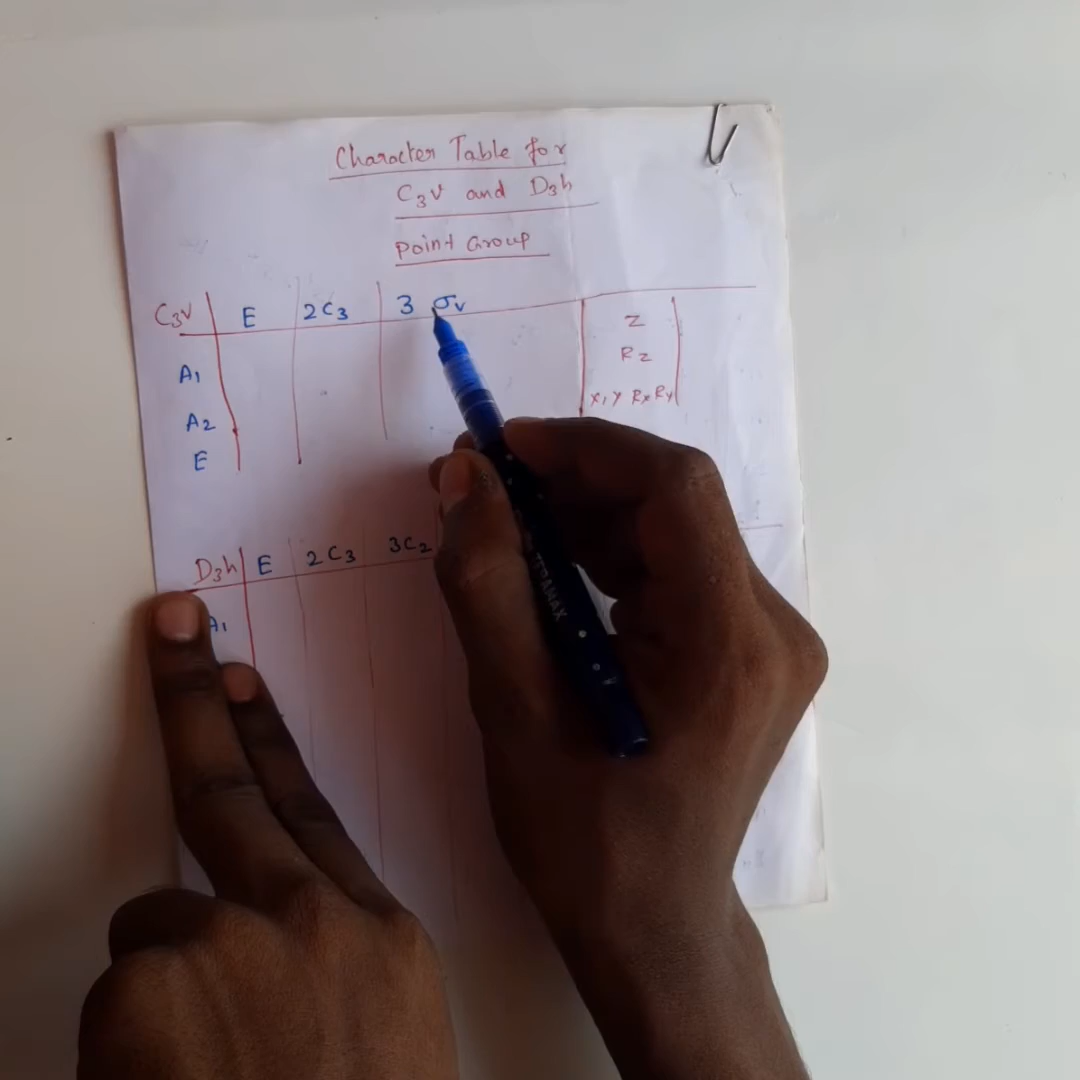 Character Table for
C3v and D3h
Point Group
C3v E 2C3 3 σv
Z
A1 Rz
x, y Rx Ry
A2
E
D3h E 2C3 3C2
A1